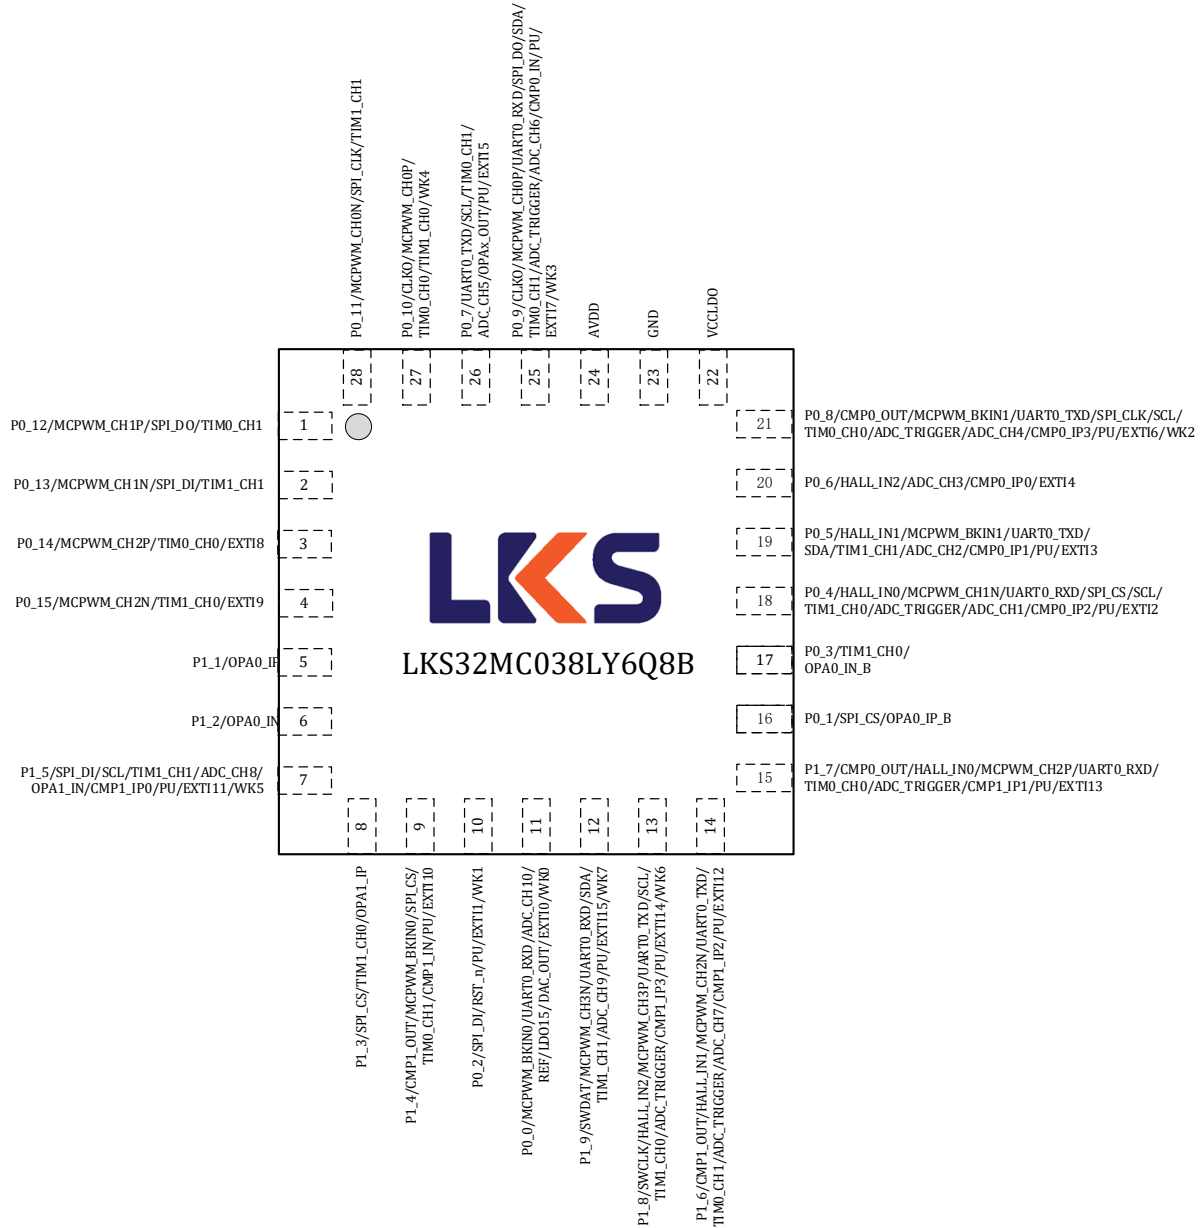 P0_11/MCPWM_CH0N/SPI_CLK/TIM1_CH1
P0_10/CLKO/MCPWM_CH0P/
TIM0_CH0/TIM1_CH0/WK4
P0_7/UART0_TXD/SCL/TIM0_CH1/
ADC_CH5/OPAx_OUT/PU/EXTI5
P0_9/CLKO/MCPWM_CH0P/UART0_RXD/SPI_DO/SDA/
TIM0_CH1/ADC_TRIGGER/ADC_CH6/CMP0_IN/PU/
EXTI7/WK3
AVDD
GND
VCCLDO
28
27
26
25
24
23
22
P0_12/MCPWM_CH1P/SPI_DO/TIM0_CH1
1
P0_13/MCPWM_CH1N/SPI_DI/TIM1_CH1
2
P0_14/MCPWM_CH2P/TIM0_CH0/EXTI8
3
P0_15/MCPWM_CH2N/TIM1_CH0/EXTI9
4
P1_1/OPA0_IP
5
P1_2/OPA0_IN
6
P1_5/SPI_DI/SCL/TIM1_CH1/ADC_CH8/
OPA1_IN/CMP1_IP0/PU/EXTI11/WK5
7
LKS
LKS32MC038LY6Q8B
21
P0_8/CMP0_OUT/MCPWM_BKIN1/UART0_TXD/SPI_CLK/SCL/
TIM0_CH0/ADC_TRIGGER/ADC_CH4/CMP0_IP3/PU/EXTI6/WK2
20
P0_6/HALL_IN2/ADC_CH3/CMP0_IP0/EXTI4
19
P0_5/HALL_IN1/MCPWM_BKIN1/UART0_TXD/
SDA/TIM1_CH1/ADC_CH2/CMP0_IP1/PU/EXTI3
18
P0_4/HALL_IN0/MCPWM_CH1N/UART0_RXD/SPI_CS/SCL/
TIM1_CH0/ADC_TRIGGER/ADC_CH1/CMP0_IP2/PU/EXTI2
17
P0_3/TIM1_CH0/
OPA0_IN_B
16
P0_1/SPI_CS/OPA0_IP_B
15
P1_7/CMP0_OUT/HALL_IN0/MCPWM_CH2P/UART0_RXD/
TIM0_CH0/ADC_TRIGGER/CMP1_IP1/PU/EXTI13
8
9
10
11
12
13
14
P1_3/SPI_CS/TIM1_CH0/OPA1_IP
P1_4/CMP1_OUT/MCPWM_BKIN0/SPI_CS/
TIM0_CH1/CMP1_IN/PU/EXTI10
P0_2/SPI_DI/RST_n/PU/EXTI1/WK1
P0_0/MCPWM_BKIN0/UART0_RXD/ADC_CH10/
REF/LDO15/DAC_OUT/EXTI0/WK0
P1_9/SWDAT/MCPWM_CH3N/UART0_RXD/SDA/
TIM1_CH1/ADC_CH9/PU/EXTI15/WK7
P1_8/SWCLK/HALL_IN2/MCPWM_CH3P/UART0_TXD/SCL/
TIM1_CH0/ADC_TRIGGER/CMP1_IP3/PU/EXTI14/WK6
P1_6/CMP1_OUT/HALL_IN1/MCPWM_CH2N/UART0_TXD/
TIM0_CH1/ADC_TRIGGER/ADC_CH7/CMP1_IP2/PU/EXTI12